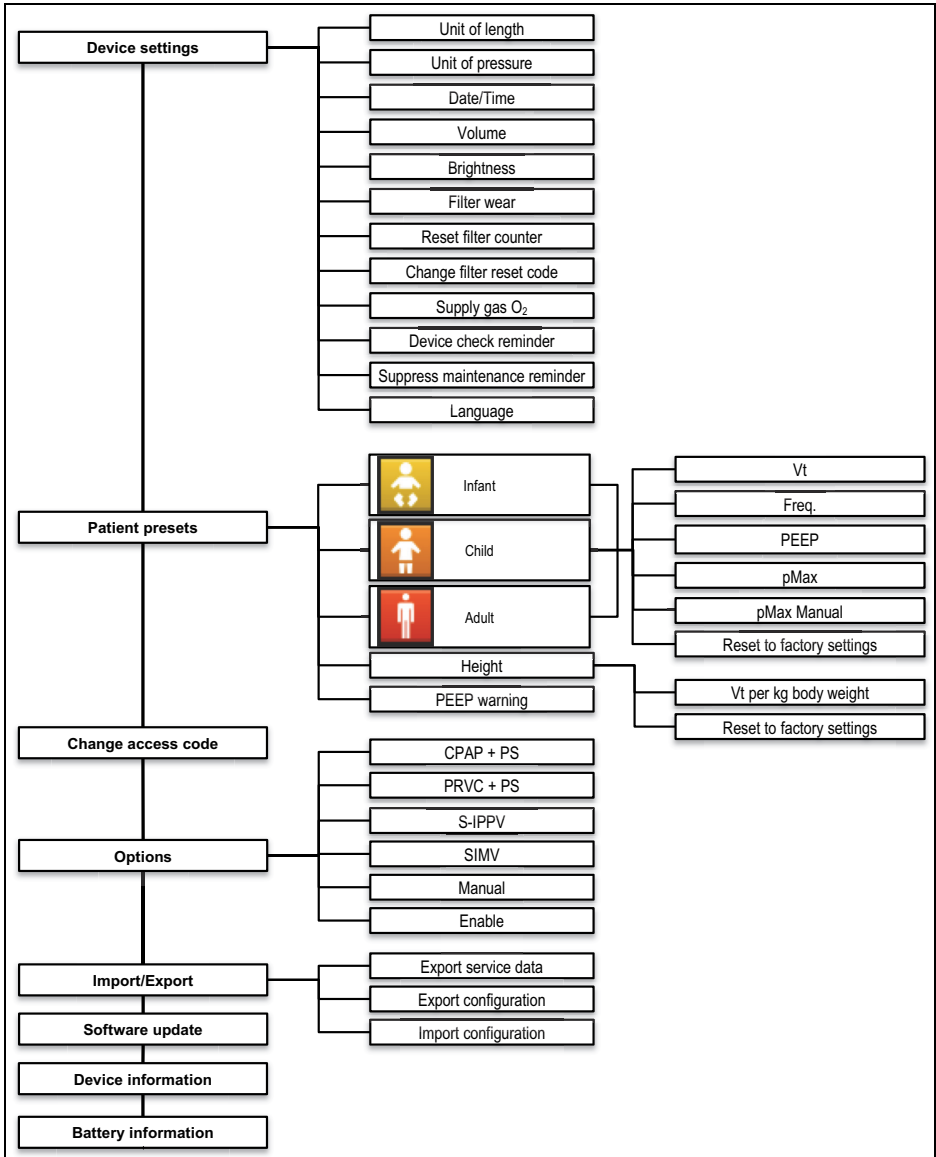 Device settings
Unit of length
Unit of pressure
Date/Time
Volume
Brightness
Filter wear
Reset filter counter
Change filter reset code
Supply gas O₂
Device check reminder
Suppress maintenance reminder
Language
Patient presets
Infant
Child
Adult
Height
PEEP warning
Vt
Freq.
PEEP
pMax
pMax Manual
Reset to factory settings
Vt per kg body weight
Reset to factory settings
Change access code
Options
CPAP + PS
PRVC + PS
S-IPPV
SIMV
Manual
Enable
Import/Export
Export service data
Export configuration
Import configuration
Software update
Device information
Battery information